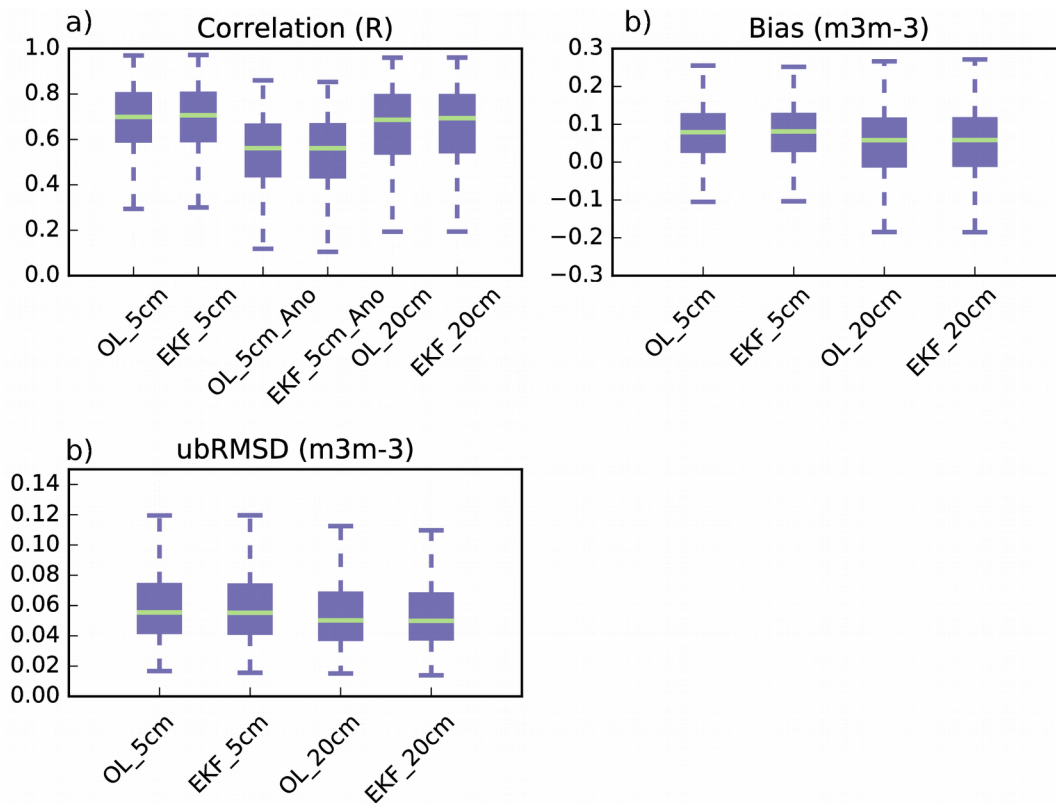 a)
Correlation (R)
1.0
0.8
0.6
0.4
0.2
0.0
OL_5cm
EKF_5cm
OL_5cm_Ano
EKF_5cm_Ano
OL_20cm
EKF_20cm
b)
Bias (m3m-3)
0.3
0.2
0.1
0.0
−0.1
−0.2
−0.3
OL_5cm
EKF_5cm
OL_20cm
EKF_20cm
b)
ubRMSD (m3m-3)
0.14
0.12
0.10
0.08
0.06
0.04
0.02
0.00
OL_5cm
EKF_5cm
OL_20cm
EKF_20cm